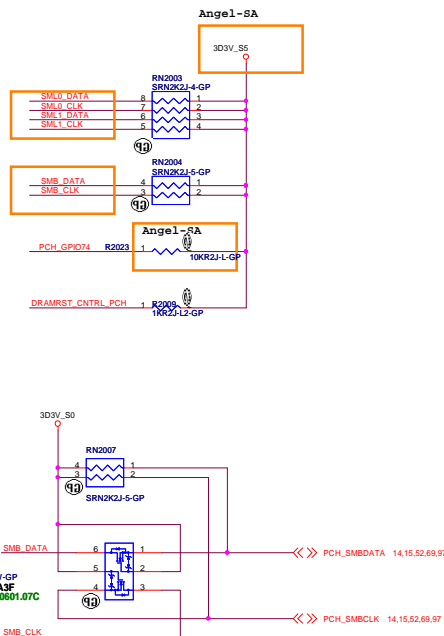 Angel-SA
3D3V_S5
RN2003
SRN2K2J-4-GP
SML0_DATA 8 1
SML0_CLK 7 2
SML1_DATA 6 3
SML1_CLK 5 4
RN2004
SRN2K2J-5-GP
SMB_DATA 4 1
SMB_CLK 3 2
Angel-SA
PCH_GPIO74 R2023 1
10KR2J-L-GP
DRAMRST_CNTRL_PCH 1 R2009
1KR2J-L2-GP
3D3V_S0
RN2007
4 1
3 2
SRN2K2J-5-GP
SMB_DATA 6 1 PCH_SMBDATA 14,15,52,69,97
5 2
-GP
A3F
4 3
0601.07C
PCH_SMBCLK 14,15,52,69,97
SMB_CLK